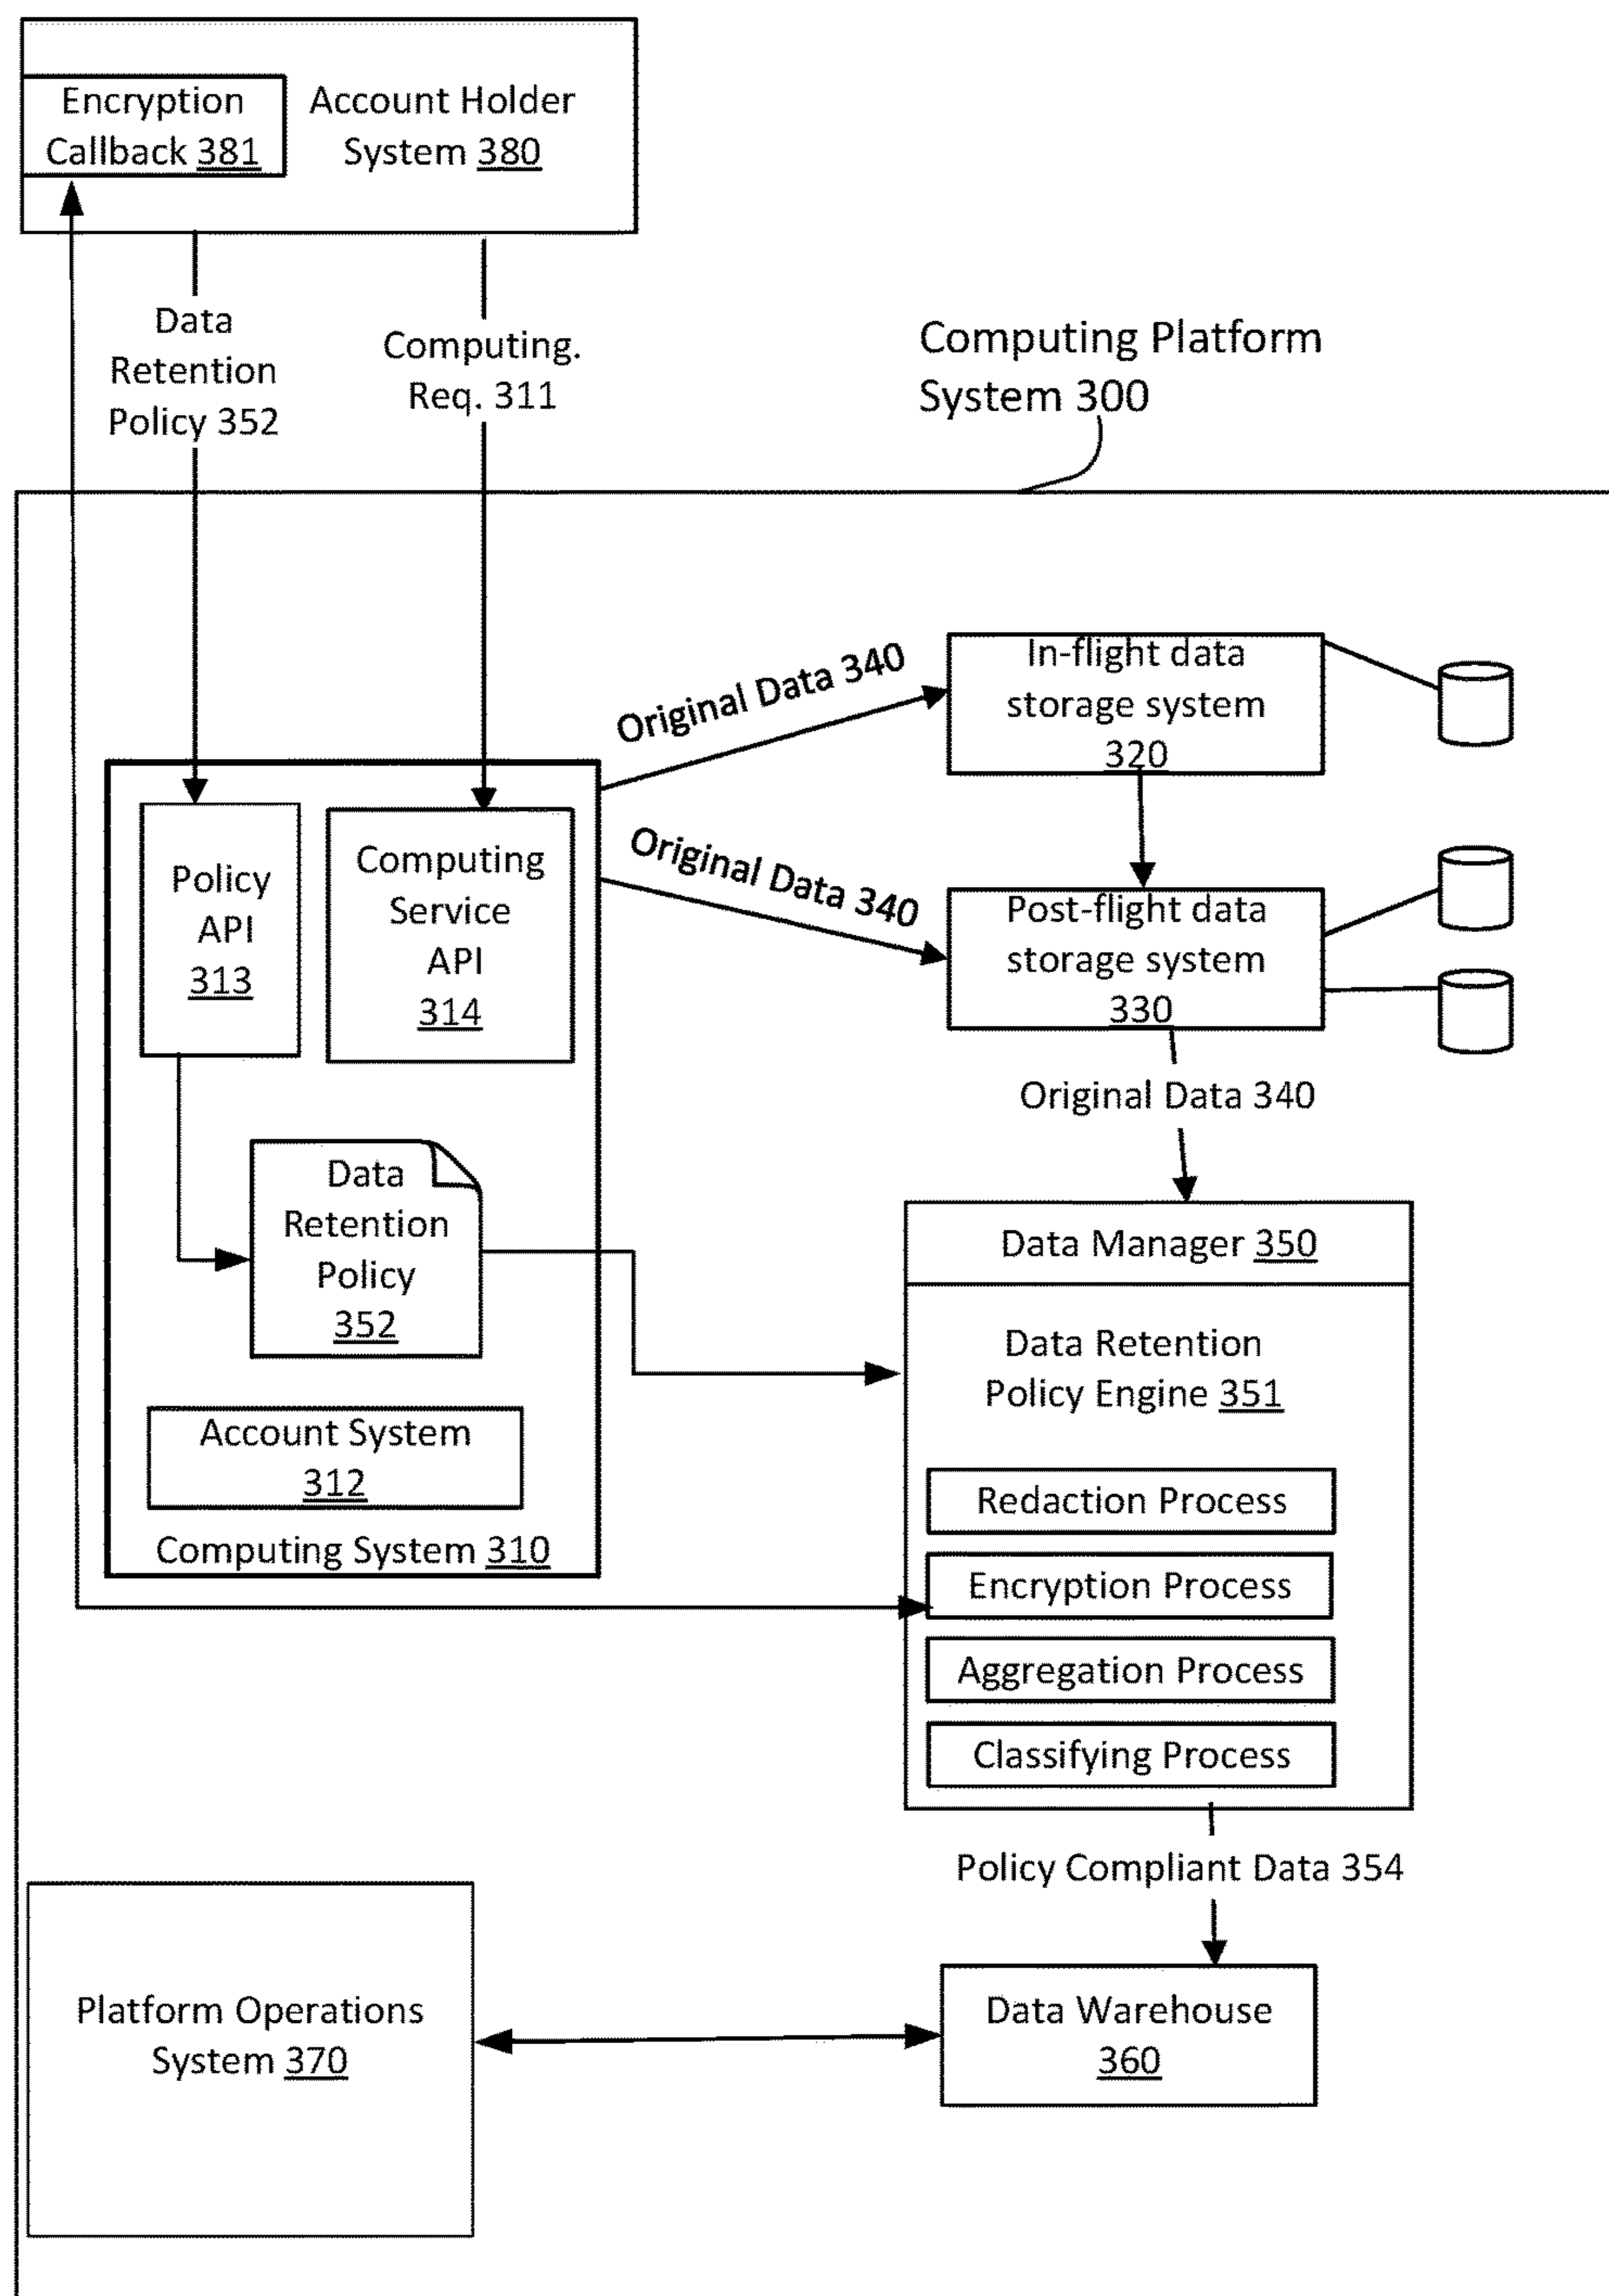 Encryption
Callback 381
Account Holder
System 380
Data
Retention
Policy 352
Computing.
Req. 311
Computing Platform
System 300
Original Data 340
In-flight data
storage system
320
Original Data 340
Policy
API
313
Computing
Service
API
314
Post-flight data
storage system
330
Original Data 340
Data
Retention
Policy
352
Data Manager 350
Data Retention
Policy Engine 351
Account System
312
Computing System 310
Redaction Process
Encryption Process
Aggregation Process
Classifying Process
Policy Compliant Data 354
Platform Operations
System 370
Data Warehouse
360